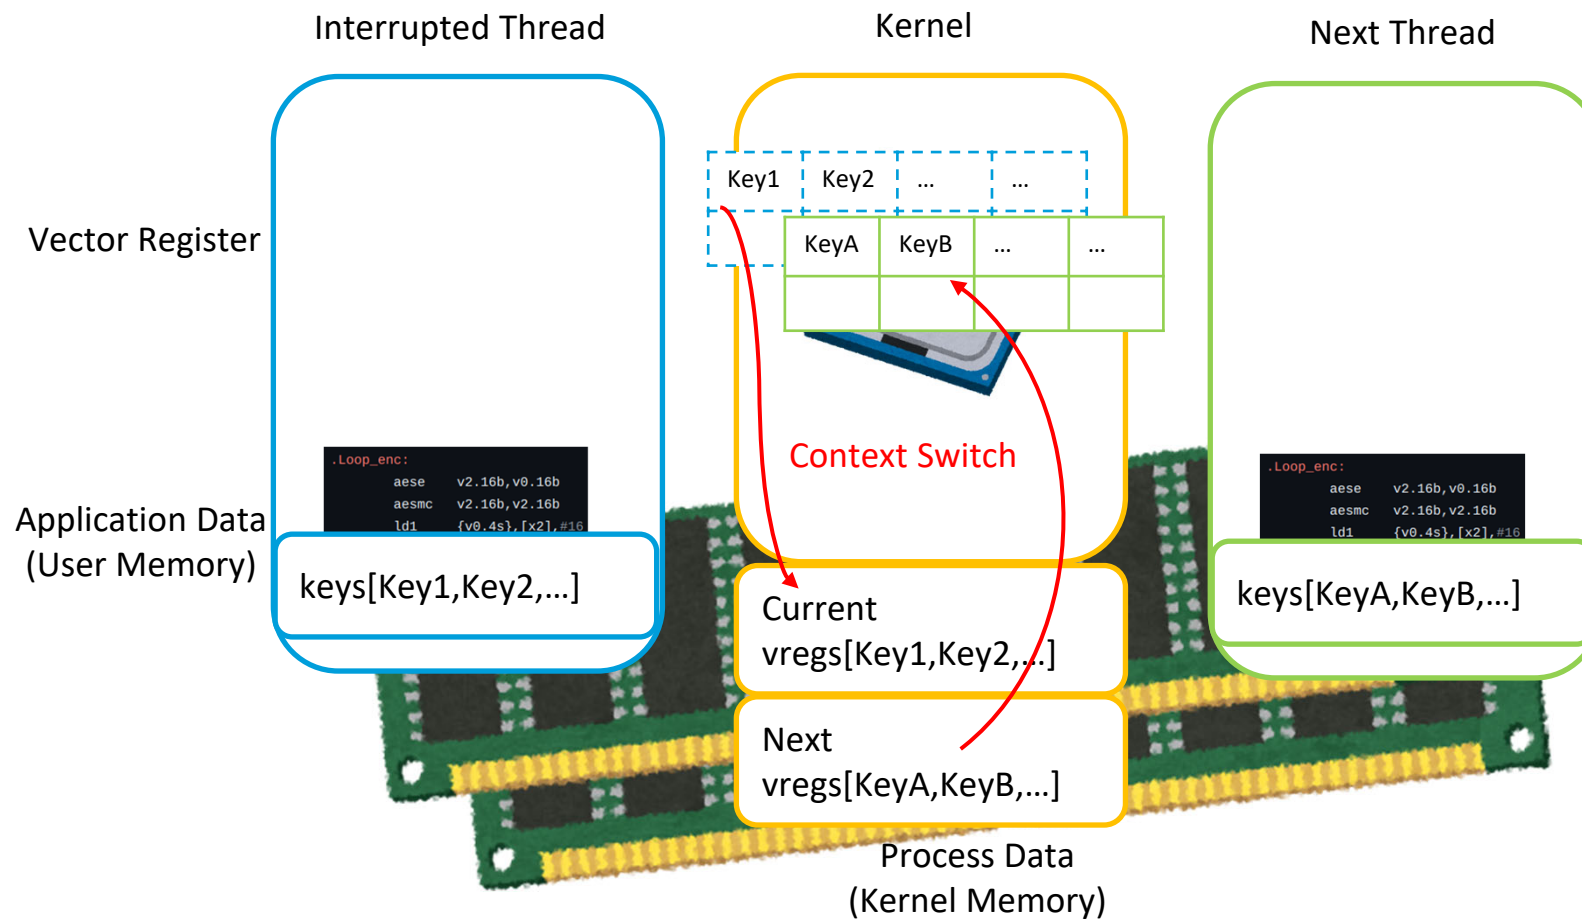 Interrupted Thread
Kernel
Next Thread
Vector Register
Key1 Key2 ... ...
KeyA KeyB ... ...
Context Switch
Application Data
(User Memory)
.Loop_enc:
aese v2.16b,v0.16b
aesmc v2.16b,v2.16b
ld1 {v0.4s},[x2],#16
keys[Key1,Key2,...]
.Loop_enc:
aese v2.16b,v0.16b
aesmc v2.16b,v2.16b
ld1 {v0.4s},[x2],#16
keys[KeyA,KeyB,...]
Current
vregs[Key1,Key2,...]
Next
vregs[KeyA,KeyB,...]
Process Data
(Kernel Memory)